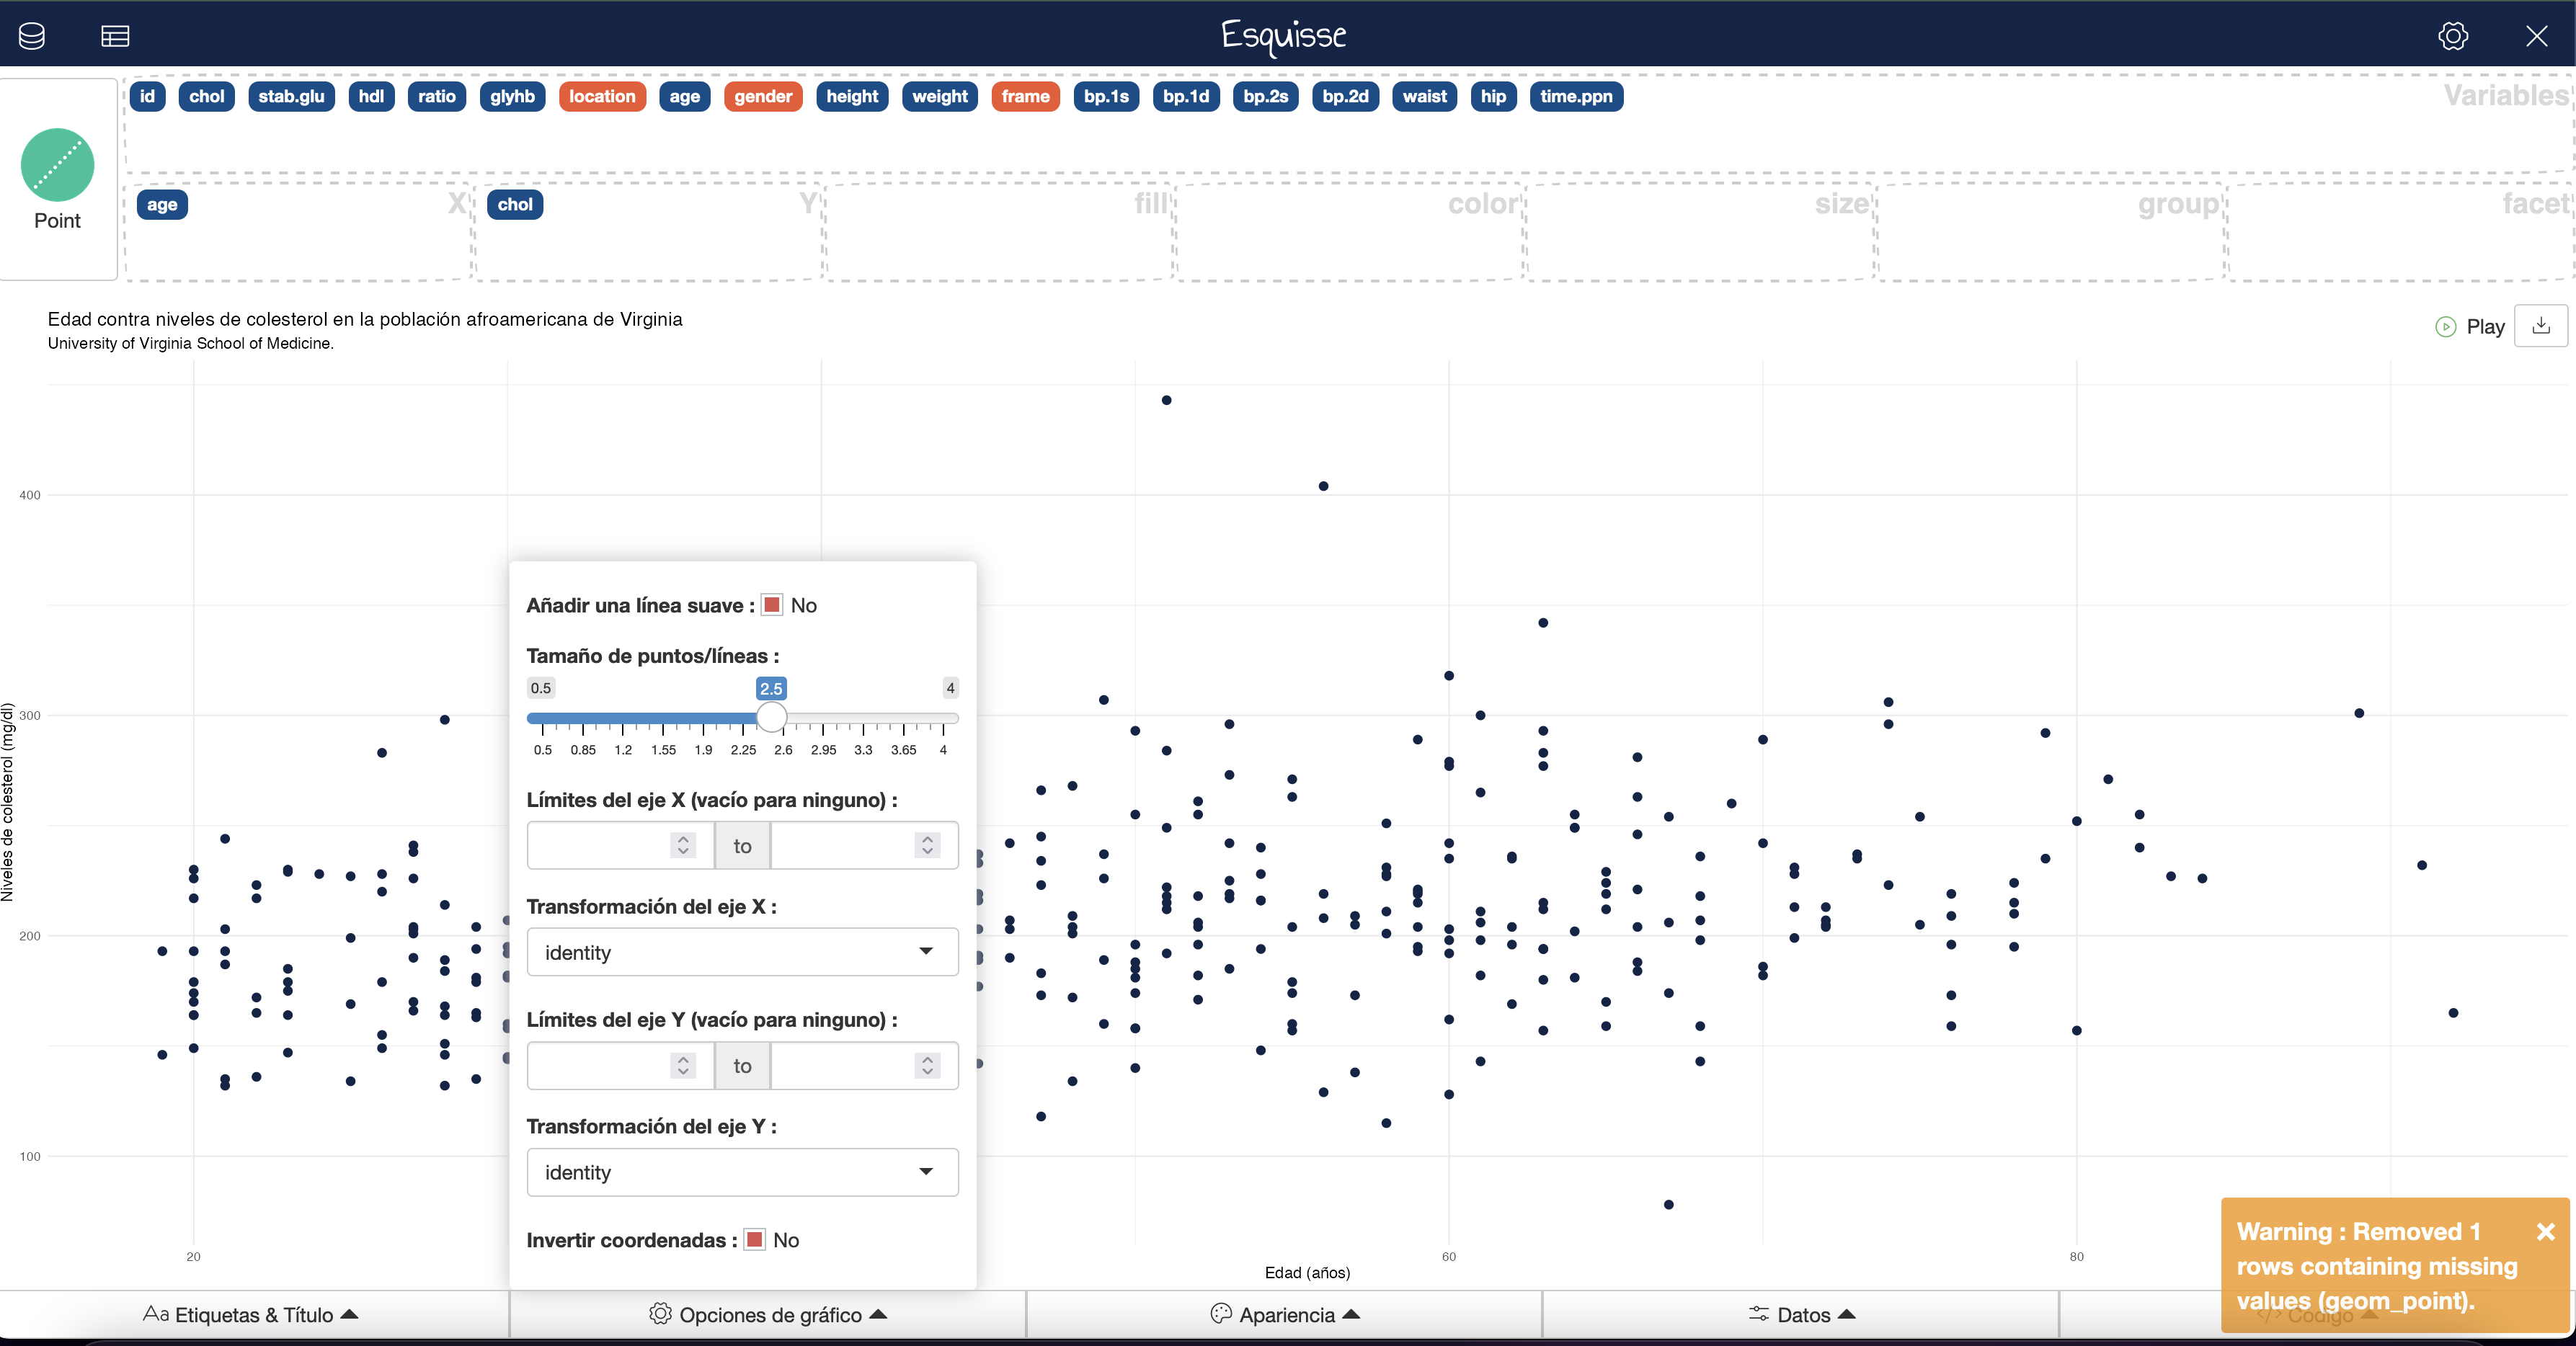 Esquisse
id chol stab.glu hdl ratio glyhb location age gender height weight frame bp.1s bp.1d bp.2s bp.2d waist hip time.ppn Variables
Point
age X chol Y fill color size group facet
Edad contra niveles de colesterol en la población afroamericana de Virginia
University of Virginia School of Medicine.
Play
Niveles de colesterol (mg/dl)
400
300
200
100
Añadir una línea suave : No
Tamaño de puntos/líneas :
0.5 2.5 4
0.5 0.85 1.2 1.55 1.9 2.25 2.6 2.95 3.3 3.65 4
Límites del eje X (vacío para ninguno) :
to
Transformación del eje X :
identity
Límites del eje Y (vacío para ninguno) :
to
Transformación del eje Y :
identity
Invertir coordenadas : No
20 60 80
Edad (años)
Warning : Removed 1
rows containing missing
values (geom_point).
Aa Etiquetas & Título Opciones de gráfico Apariencia Datos </> Código